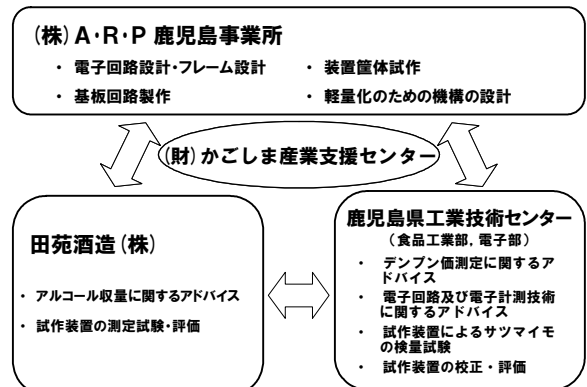 (株)A・R・P 鹿児島事業所
・ 電子回路設計・フレーム設計
・ 装置筐体試作
・ 基板回路製作
・ 軽量化のための機構の設計
(財)かごしま産業支援センター
田苑酒造(株)
・ アルコール収量に関するアドバイス
・ 試作装置の測定試験・評価
鹿児島県工業技術センター
(食品工業部,電子部)
・ デンプン価測定に関するア
ドバイス
・ 電子回路及び電子計測技術
に関するアドバイス
・ 試作装置によるサツマイモ
の検量試験
・ 試作装置の校正・評価